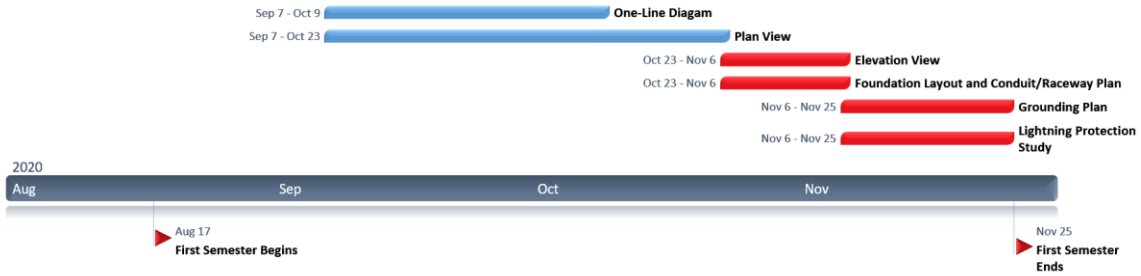 Sep 7 - Oct 9 One-Line Diagam
Sep 7 - Oct 23 Plan View
Oct 23 - Nov 6 Elevation View
Oct 23 - Nov 6 Foundation Layout and Conduit/Raceway Plan
Nov 6 - Nov 25 Grounding Plan
Nov 6 - Nov 25 Lightning Protection
Study
2020
Aug Sep Oct Nov
Aug 17
First Semester Begins
Nov 25
First Semester
Ends